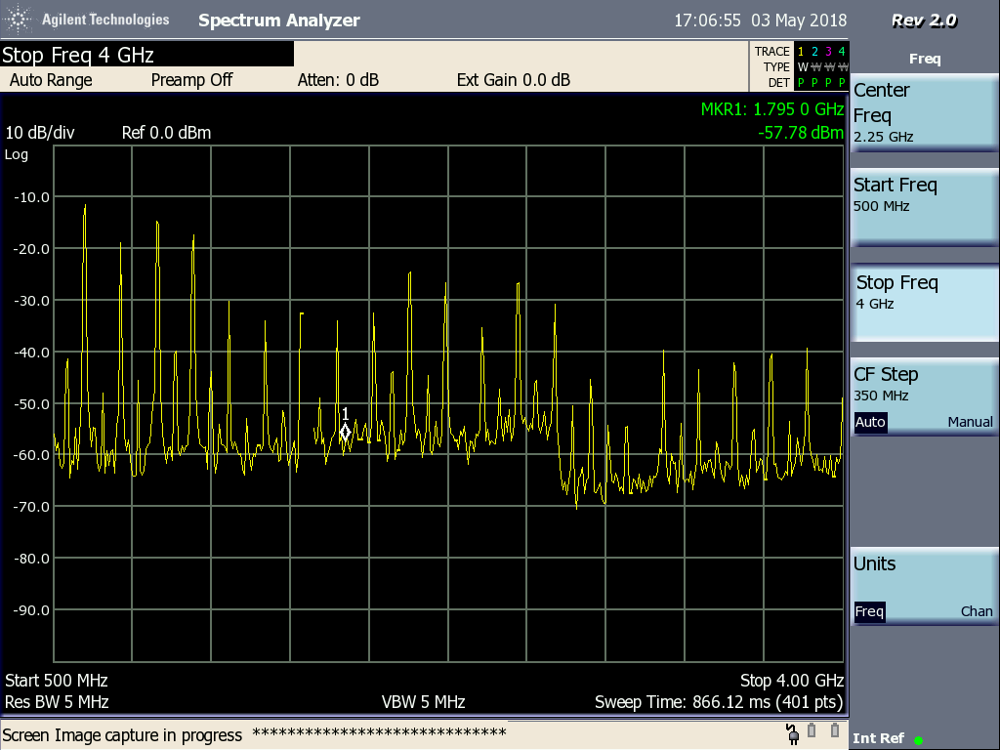 Agilent Technologies Spectrum Analyzer 17:06:55 03 May 2018 Rev 2.0
Stop Freq 4 GHz
Auto Range Preamp Off Atten: 0 dB Ext Gain 0.0 dB
TRACE 1 2 3 4
TYPE W W W W
DET P P P P
MKR1: 1.795 0 GHz
-57.78 dBm
10 dB/div Ref 0.0 dBm
Log
-10.0
-20.0
-30.0
-40.0
-50.0
-60.0
-70.0
-80.0
-90.0
1
Start 500 MHz Stop 4.00 GHz
Res BW 5 MHz VBW 5 MHz Sweep Time: 866.12 ms (401 pts)
Screen Image capture in progress *****************************
Freq
Center
Freq
2.25 GHz
Start Freq
500 MHz
Stop Freq
4 GHz
CF Step
350 MHz
Auto Manual
Units
Freq Chan
Int Ref